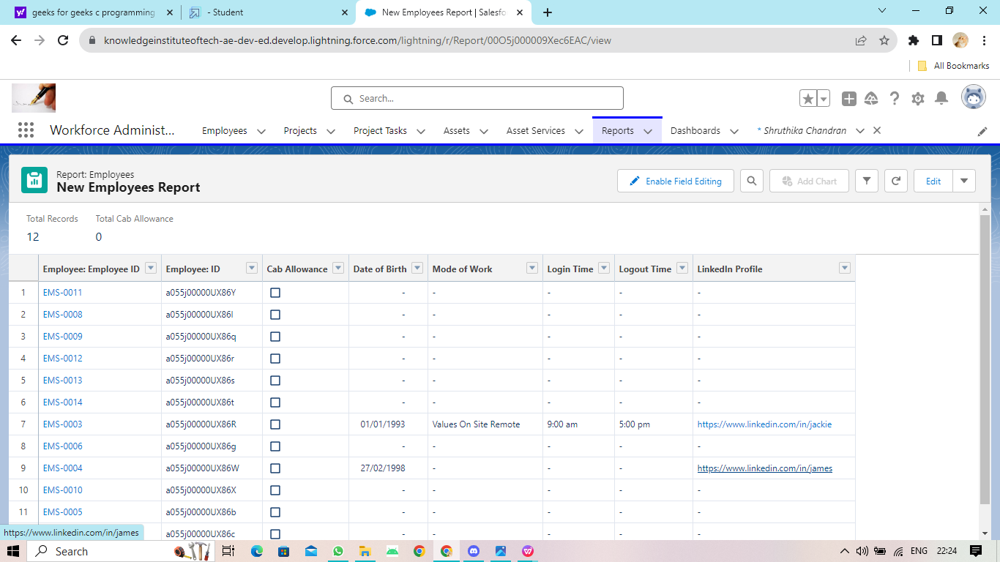 geeks for geeks c programming
- Student
New Employees Report | Salesfo
knowledgeinstituteoftech-ae-dev-ed.develop.lightning.force.com/lightning/r/Report/00O5j000009Xec6EAC/view
All Bookmarks
Search...
Workforce Administ... Employees Projects Project Tasks Assets Asset Services Reports Dashboards * Shruthika Chandran
Report: Employees
New Employees Report
Enable Field Editing Add Chart Edit
Total Records Total Cab Allowance
12 0
Employee: Employee ID Employee: ID Cab Allowance Date of Birth Mode of Work Login Time Logout Time LinkedIn Profile
1 EMS-0011 a055j00000UX86Y - - - - -
2 EMS-0008 a055j00000UX86l - - - - -
3 EMS-0009 a055j00000UX86q - - - - -
4 EMS-0012 a055j00000UX86r - - - - -
5 EMS-0013 a055j00000UX86s - - - - -
6 EMS-0014 a055j00000UX86t - - - - -
7 EMS-0003 a055j00000UX86R 01/01/1993 Values On Site Remote 9:00 am 5:00 pm https://www.linkedin.com/in/jackie
8 EMS-0006 a055j00000UX86g - - - - -
9 EMS-0004 a055j00000UX86W 27/02/1998 - - - https://www.linkedin.com/in/james
10 EMS-0010 a055j00000UX86X - - - - -
11 EMS-0005 a055j00000UX86b - - - - -
a055j00000UX86c - - - - -
https://www.linkedin.com/in/james
Search
ENG 22:24